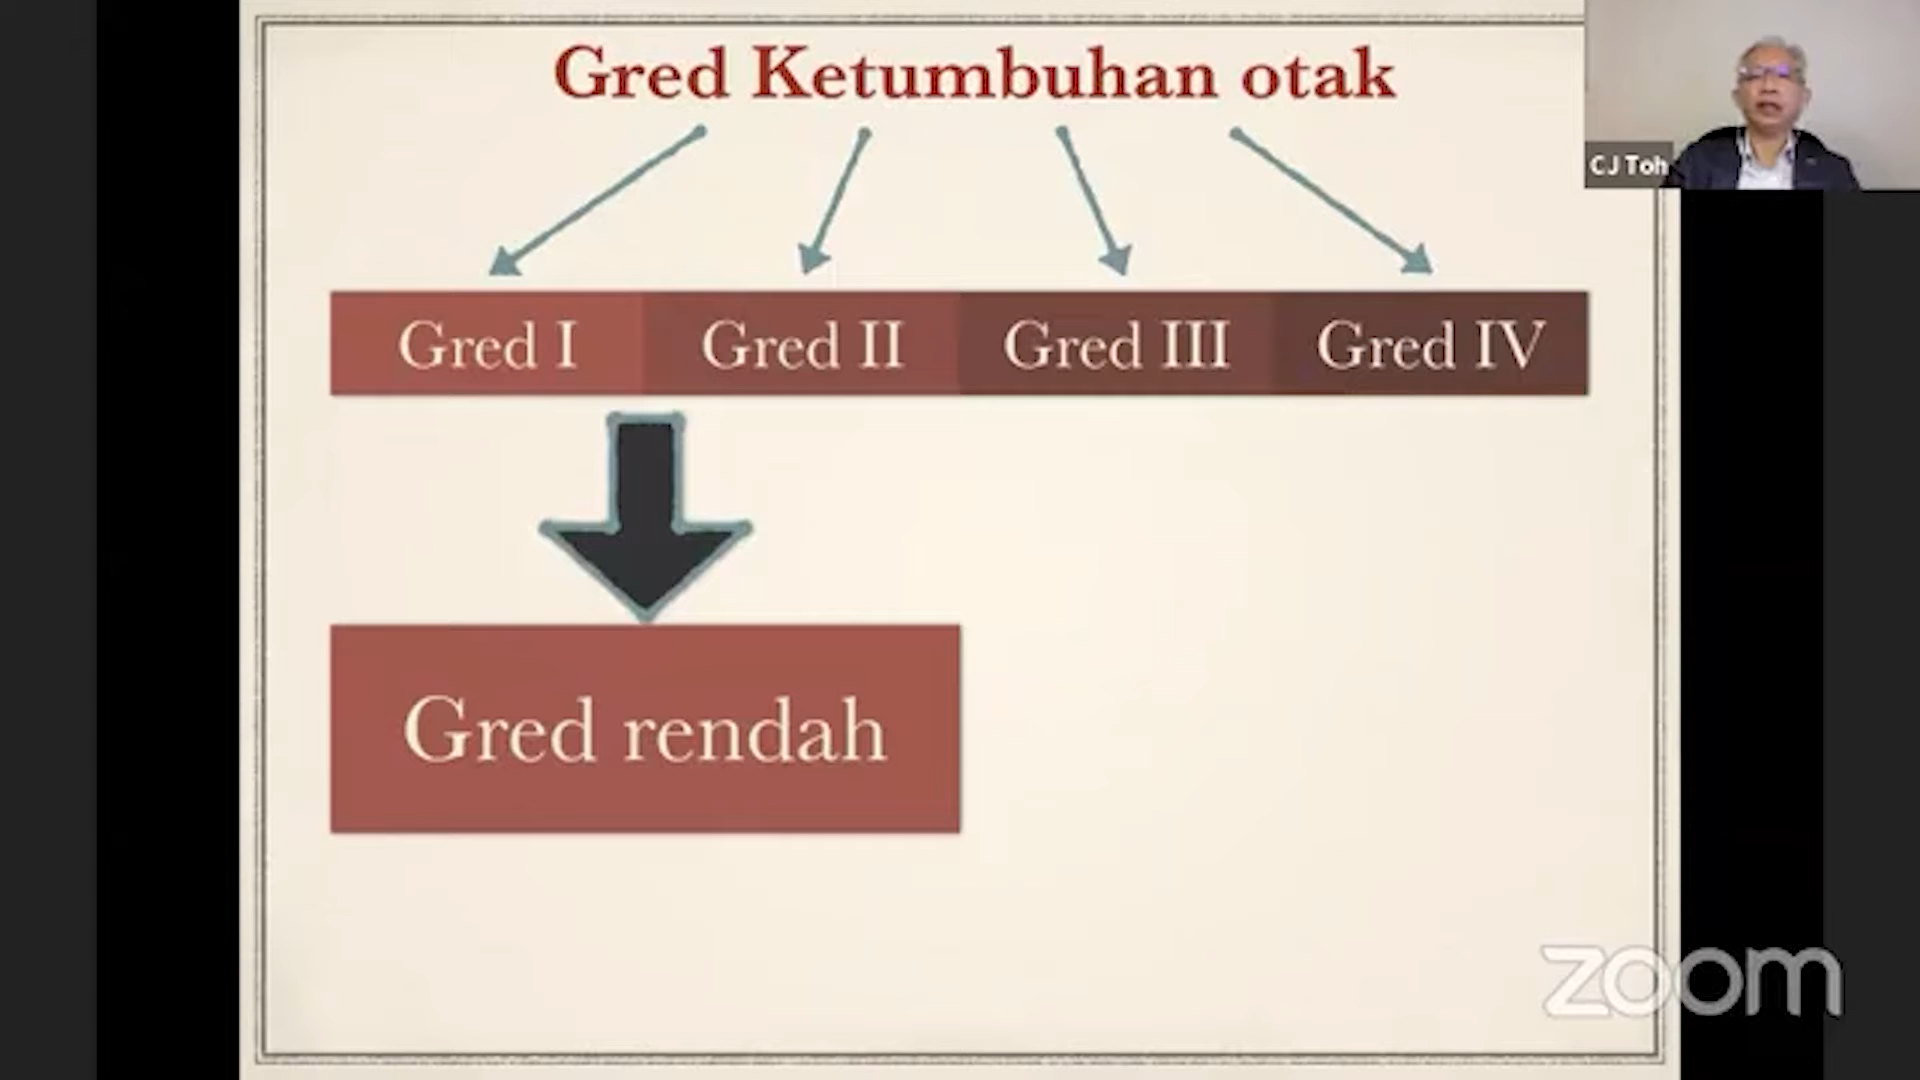 Gred Ketumbuhan otak
CJ Toh
Gred I
Gred II
Gred III
Gred IV
Gred rendah
zoom